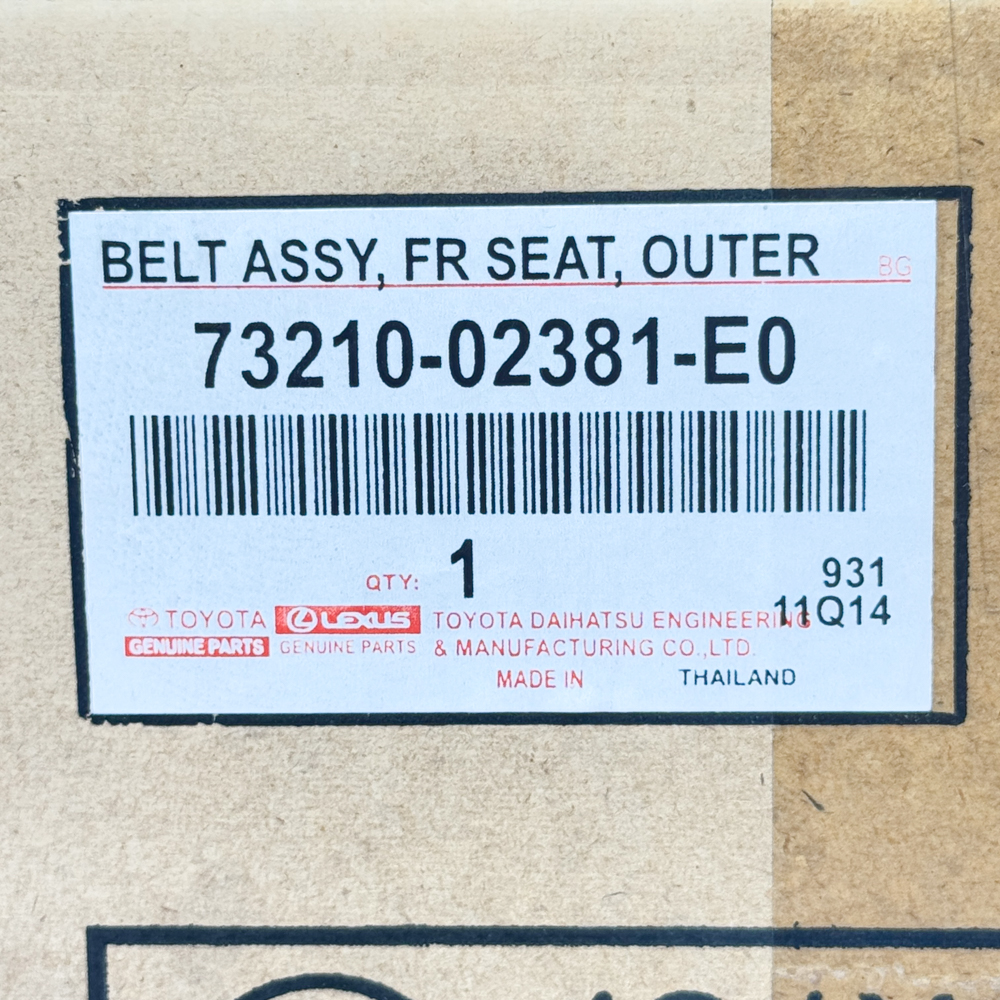 BELT ASSY, FR SEAT, OUTER BG
73210-02381-E0
QTY: 1
931
11Q14
TOYOTA LEXUS TOYOTA DAIHATSU ENGINEERING
GENUINE PARTS GENUINE PARTS & MANUFACTURING CO.,LTD.
MADE IN THAILAND